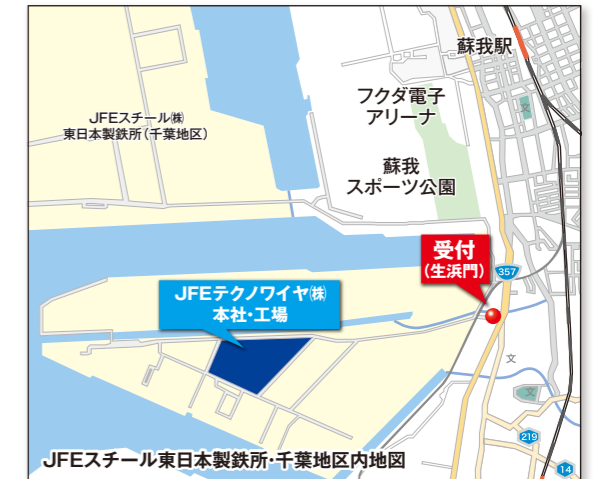 蘇我駅
フクダ電子
アリーナ
JFEスチール㈱
東日本製鉄所(千葉地区)
文
蘇我
スポーツ公園
受付
(生浜門)
357
JFEテクノワイヤ㈱
本社・工場
文
文
219
JFEスチール東日本製鉄所・千葉地区内地図
14